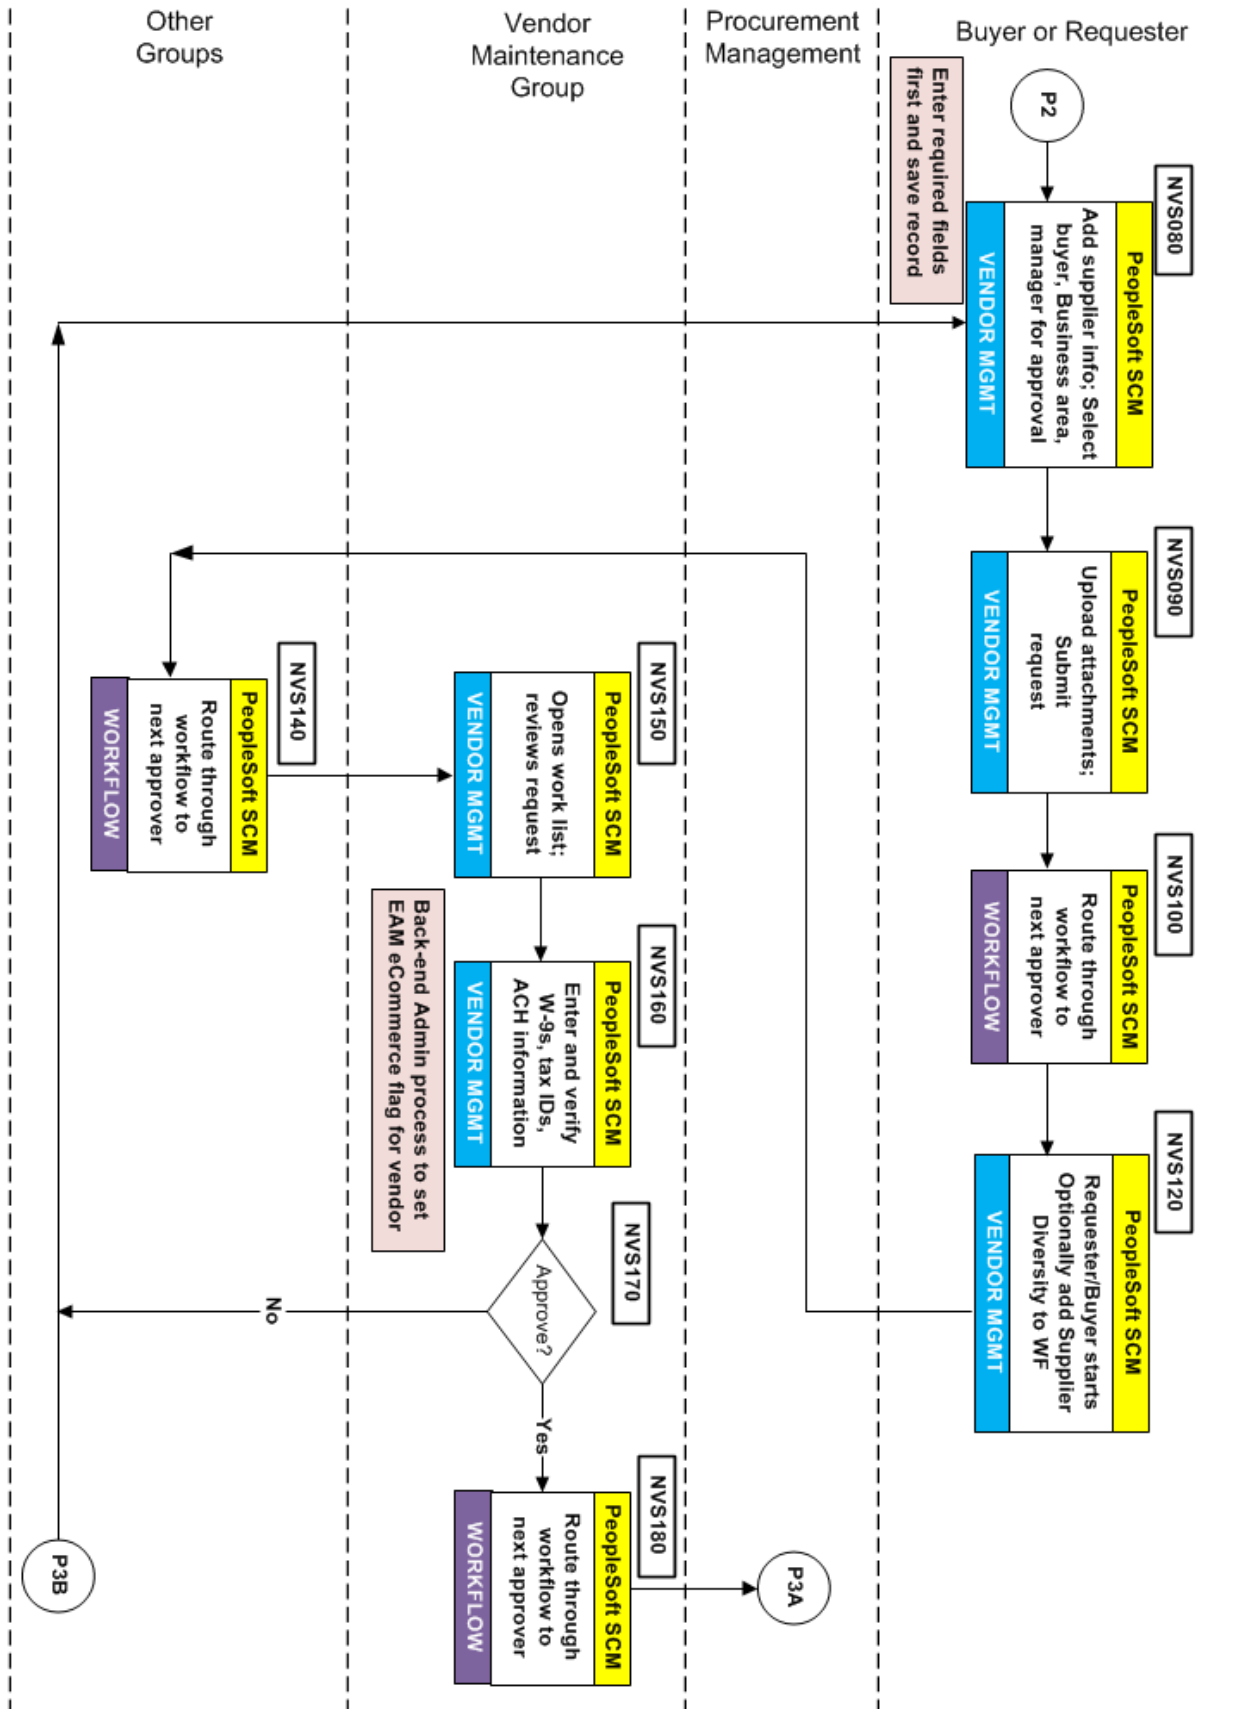 Other
Groups
Vendor
Maintenance
Group
Procurement
Management
Buyer or Requester
P2
Enter required fields
first and save record
NVS080
PeopleSoft SCM
Add supplier info; Select
buyer, Business area,
manager for approval
VENDOR MGMT
NVS090
PeopleSoft SCM
Upload attachments;
Submit
request
VENDOR MGMT
NVS100
PeopleSoft SCM
Route through
workflow to
next approver
WORKFLOW
NVS120
PeopleSoft SCM
Requester/Buyer starts
Optionally add Supplier
Diversity to WF
VENDOR MGMT
NVS140
PeopleSoft SCM
Route through
workflow to
next approver
WORKFLOW
NVS150
PeopleSoft SCM
Opens work list;
reviews request
VENDOR MGMT
NVS160
PeopleSoft SCM
Enter and verify
W-9s, tax IDs,
ACH information
VENDOR MGMT
Back-end Admin process to set
EAM eCommerce flag for vendor
NVS170
Approve?
No
Yes
NVS180
PeopleSoft SCM
Route through
workflow to
next approver
WORKFLOW
P3A
P3B